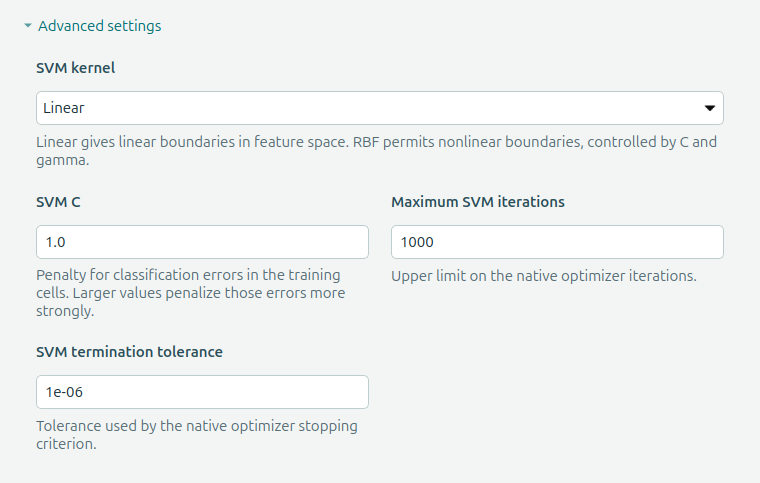 Advanced settings
SVM kernel
Linear
Linear gives linear boundaries in feature space. RBF permits nonlinear boundaries, controlled by C and
gamma.
SVM C
1.0
Penalty for classification errors in the training
cells. Larger values penalize those errors more
strongly.
Maximum SVM iterations
1000
Upper limit on the native optimizer iterations.
SVM termination tolerance
1e-06
Tolerance used by the native optimizer stopping
criterion.